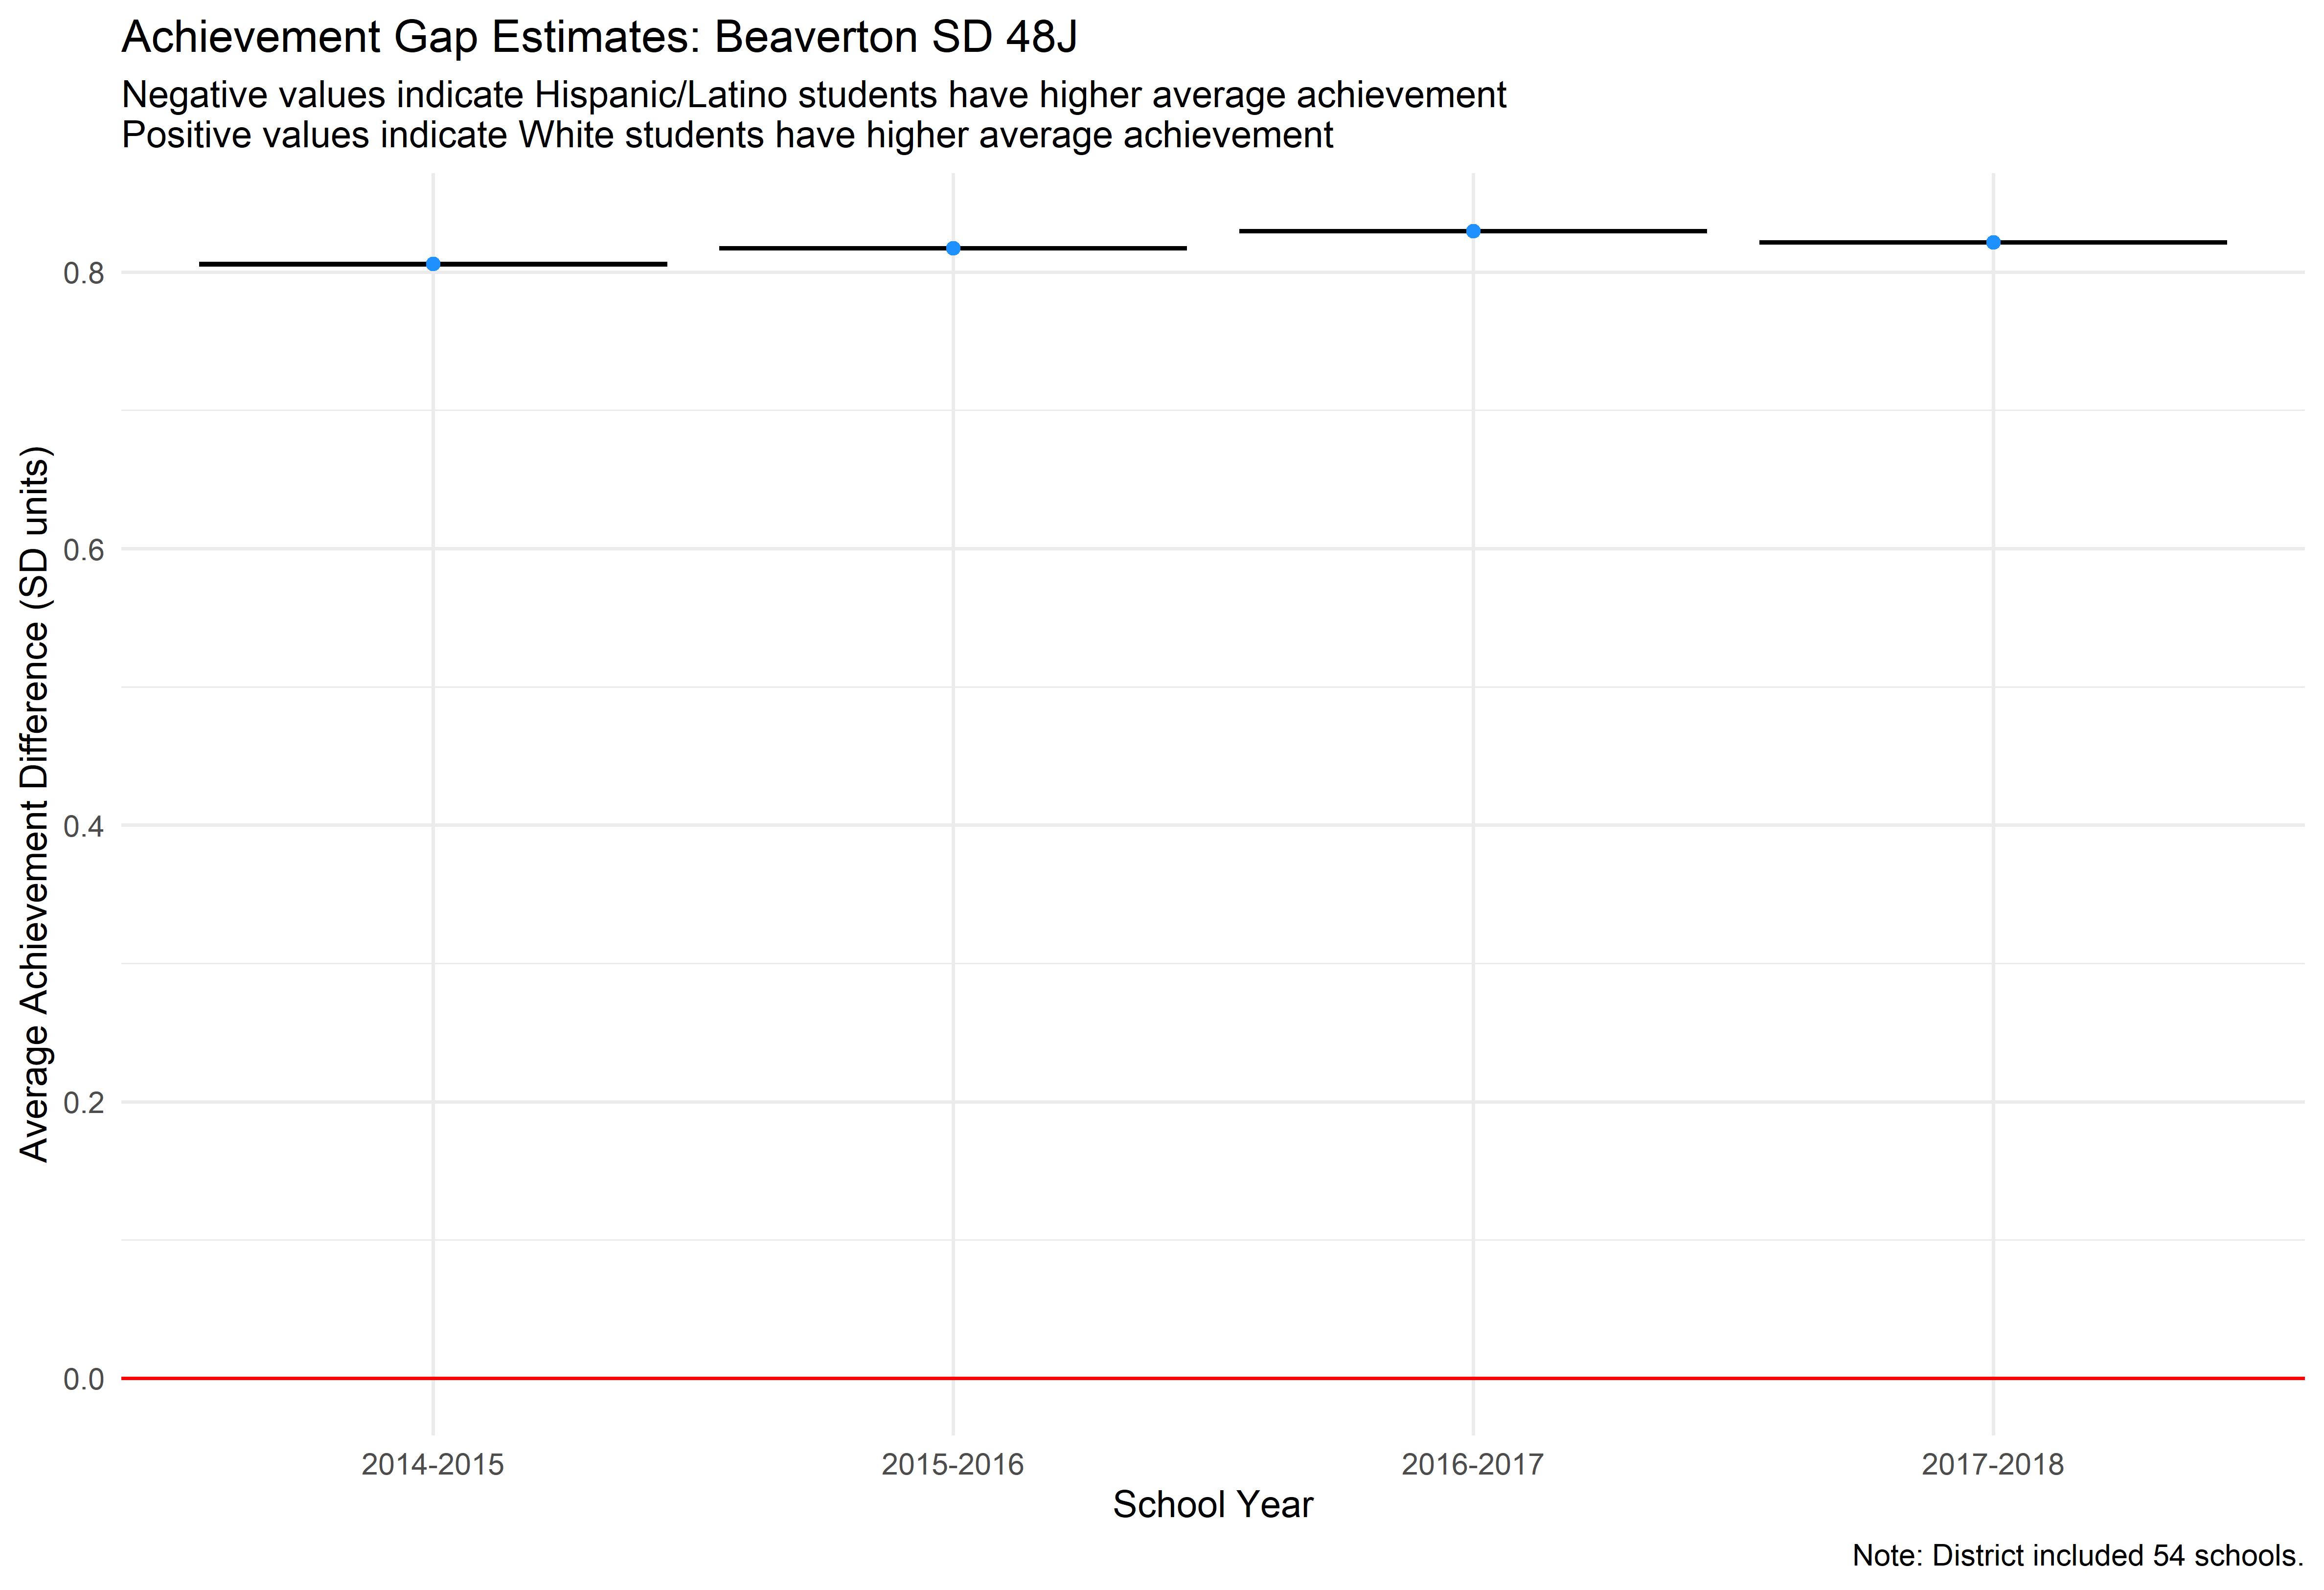 Achievement Gap Estimates: Beaverton SD 48J
Negative values indicate Hispanic/Latino students have higher average achievement
Positive values indicate White students have higher average achievement
Average Achievement Difference (SD units)
0.8
0.6
0.4
0.2
0.0
2014-2015
2015-2016
2016-2017
2017-2018
School Year
Note: District included 54 schools.